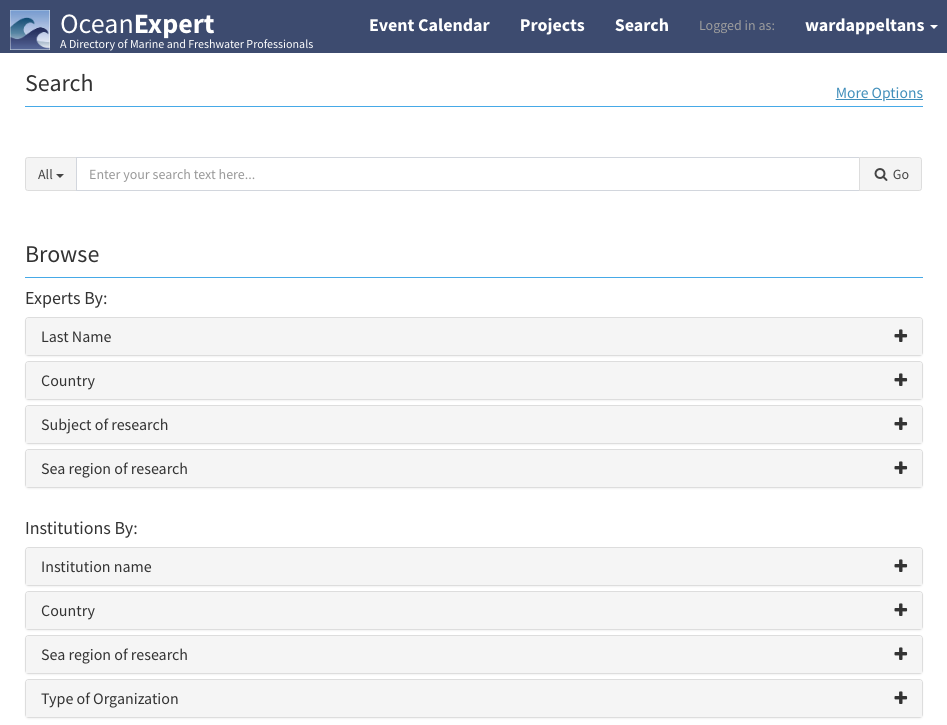 OceanExpert
A Directory of Marine and Freshwater Professionals
Event Calendar Projects Search Logged in as: wardappeltans
Search
More Options
All Enter your search text here... Go
Browse
Experts By:
Last Name
Country
Subject of research
Sea region of research
Institutions By:
Institution name
Country
Sea region of research
Type of Organization